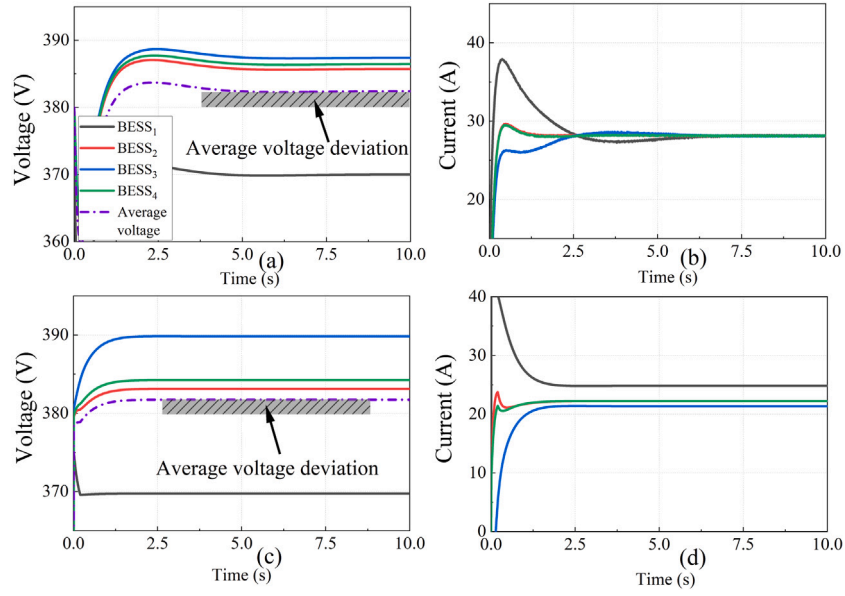 390
380
370
360
Voltage (V)
BESS1
BESS2
BESS3
BESS4
Average
voltage
Average voltage deviation
0.0 2.5 5.0 7.5 10.0
Time (s)
(a)
40
30
20
Current (A)
0.0 2.5 5.0 7.5 10.0
Time (s)
(b)
390
380
370
Voltage (V)
Average voltage deviation
0.0 2.5 5.0 7.5 10.0
Time (s)
(c)
40
30
20
10
0
Current (A)
0.0 2.5 5.0 7.5 10.0
Time (s)
(d)